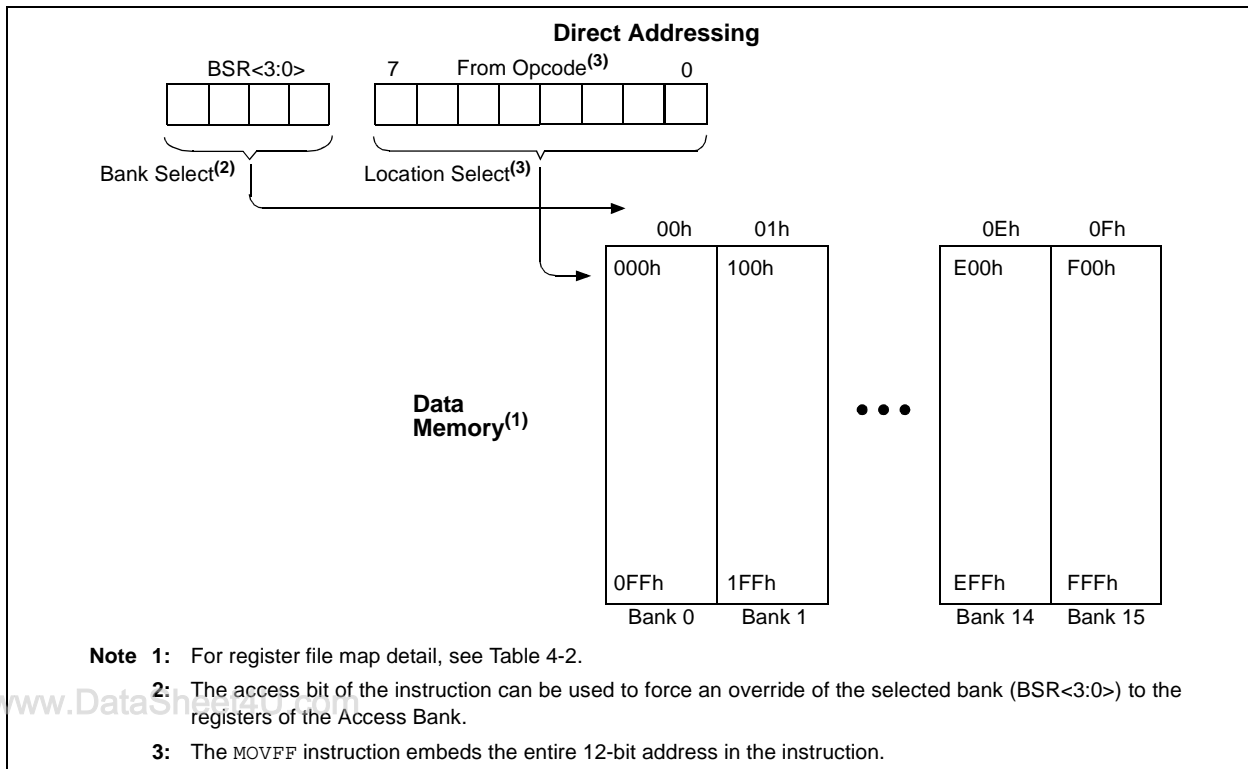 Direct Addressing
BSR<3:0> 7 From Opcode(3) 0
Bank Select(2) Location Select(3)
00h 01h 0Eh 0Fh
000h 100h E00h F00h
Data
Memory(1)
0FFh 1FFh EFFh FFFh
Bank 0 Bank 1 Bank 14 Bank 15
Note 1: For register file map detail, see Table 4-2.
2: The access bit of the instruction can be used to force an override of the selected bank (BSR<3:0>) to the
registers of the Access Bank.
www.DataSheet4U.com
3: The MOVFF instruction embeds the entire 12-bit address in the instruction.